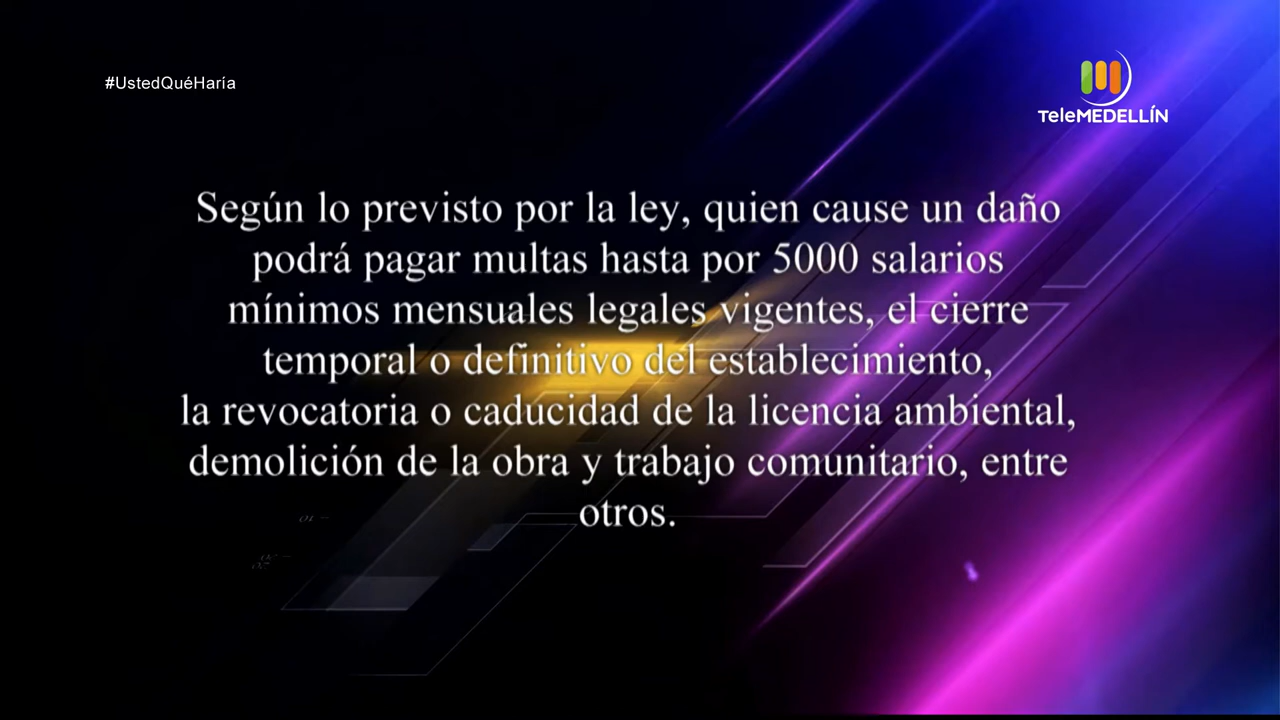 #UstedQuéHaría
TeleMEDELLÍN
Según lo previsto por la ley, quien cause un daño
podrá pagar multas hasta por 5000 salarios
mínimos mensuales legales vigentes, el cierre
temporal o definitivo del establecimiento,
la revocatoria o caducidad de la licencia ambiental,
demolición de la obra y trabajo comunitario, entre
otros.